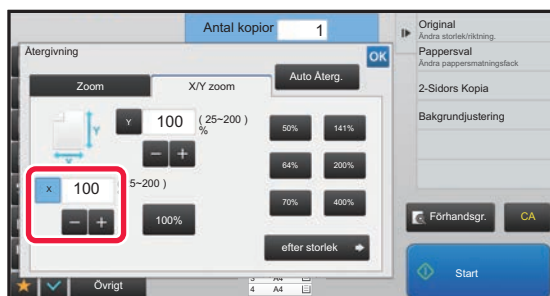 Antal kopior 1
Återgivning
OK
Zoom
X/Y zoom
Auto Återg.
Y
Y 100 ( 25~200 )
%
50% 141%
64% 200%
70% 400%
X
X 100 5~200 )
100%
efter storlek
Övrigt
A4
4 A4
Original
Ändra storlek/riktning.
Pappersval
Ändra pappersmatningsfack
2-Sidors Kopia
Bakgrundjustering
Förhandsgr.
CA
Start